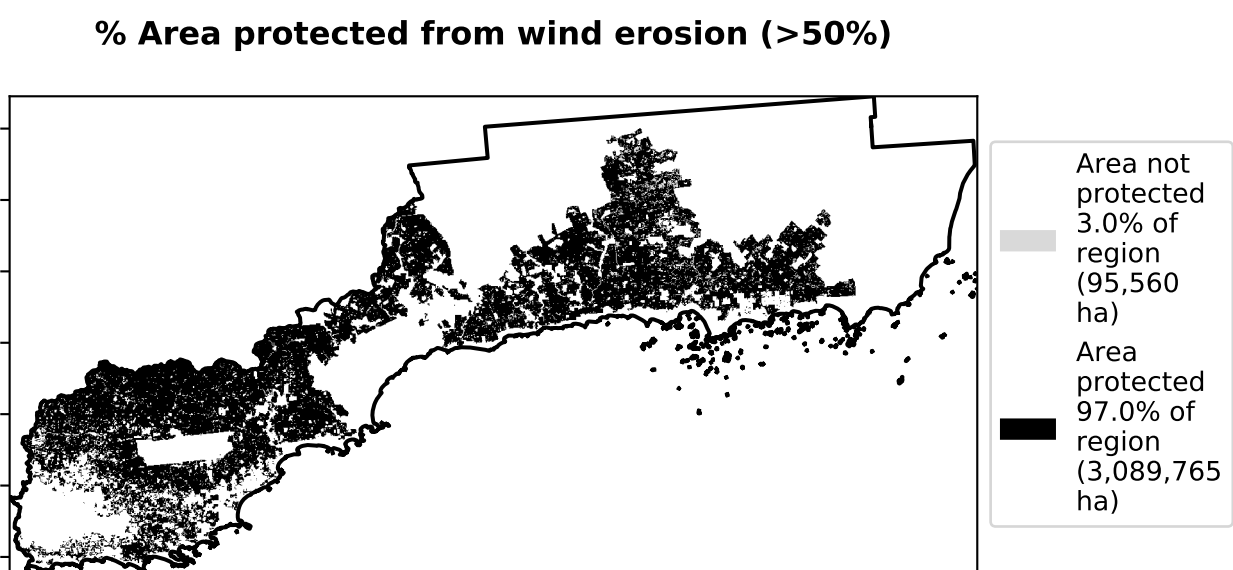 % Area protected from wind erosion (>50%)
Area not
protected
3.0% of
region
(95,560
ha)
Area
protected
97.0% of
region
(3,089,765
ha)